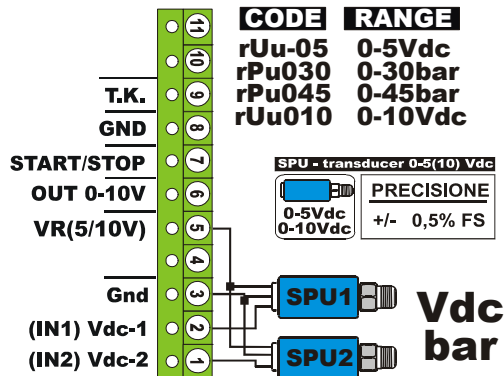 CODE RANGE
rUu-05 0-5Vdc
rPu030 0-30bar
rPu045 0-45bar
rUu010 0-10Vdc
11
10
T.K. 9
GND 8
START/STOP 7
OUT 0-10V 6
VR(5/10V) 5
4
Gnd 3
(IN1) Vdc-1 2
(IN2) Vdc-2 1
SPU - transducer 0-5(10) Vdc
0-5Vdc
0-10Vdc
PRECISIONE
+/- 0,5% FS
SPU1
SPU2
Vdc
bar